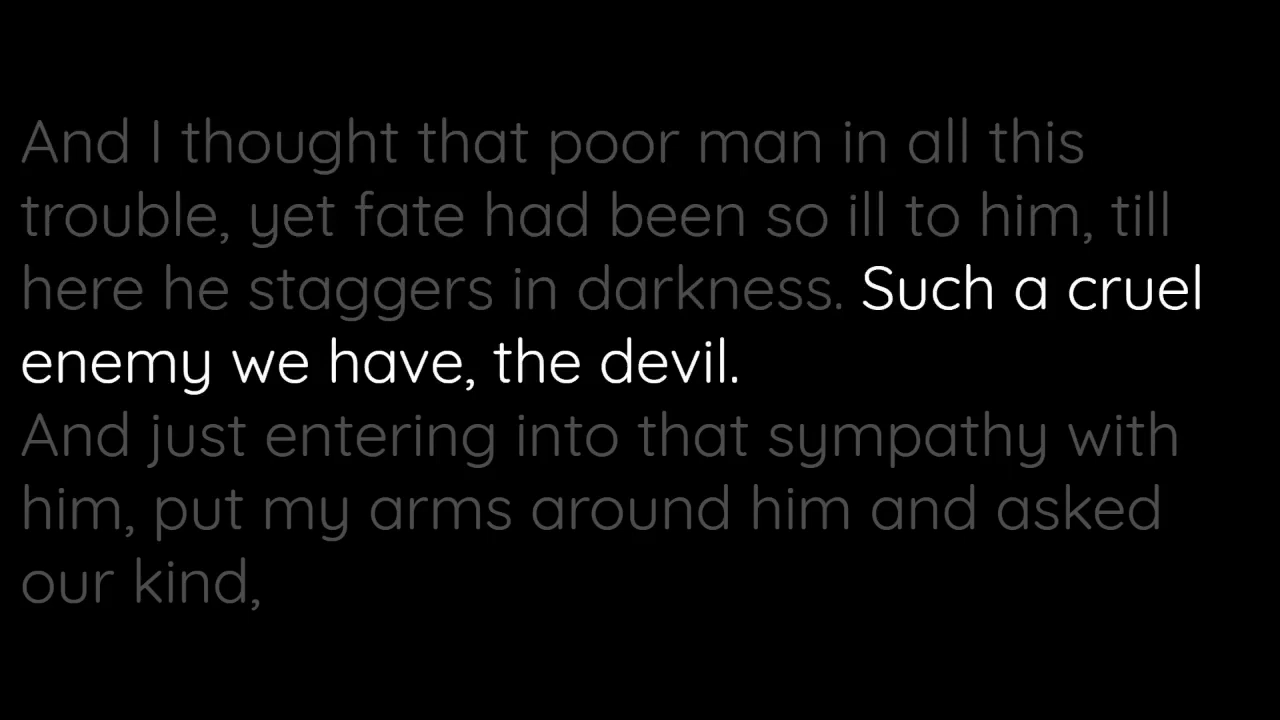 And I thought that poor man in all this
trouble, yet fate had been so ill to him, till
here he staggers in darkness. Such a cruel
enemy we have, the devil.
And just entering into that sympathy with
him, put my arms around him and asked
our kind,